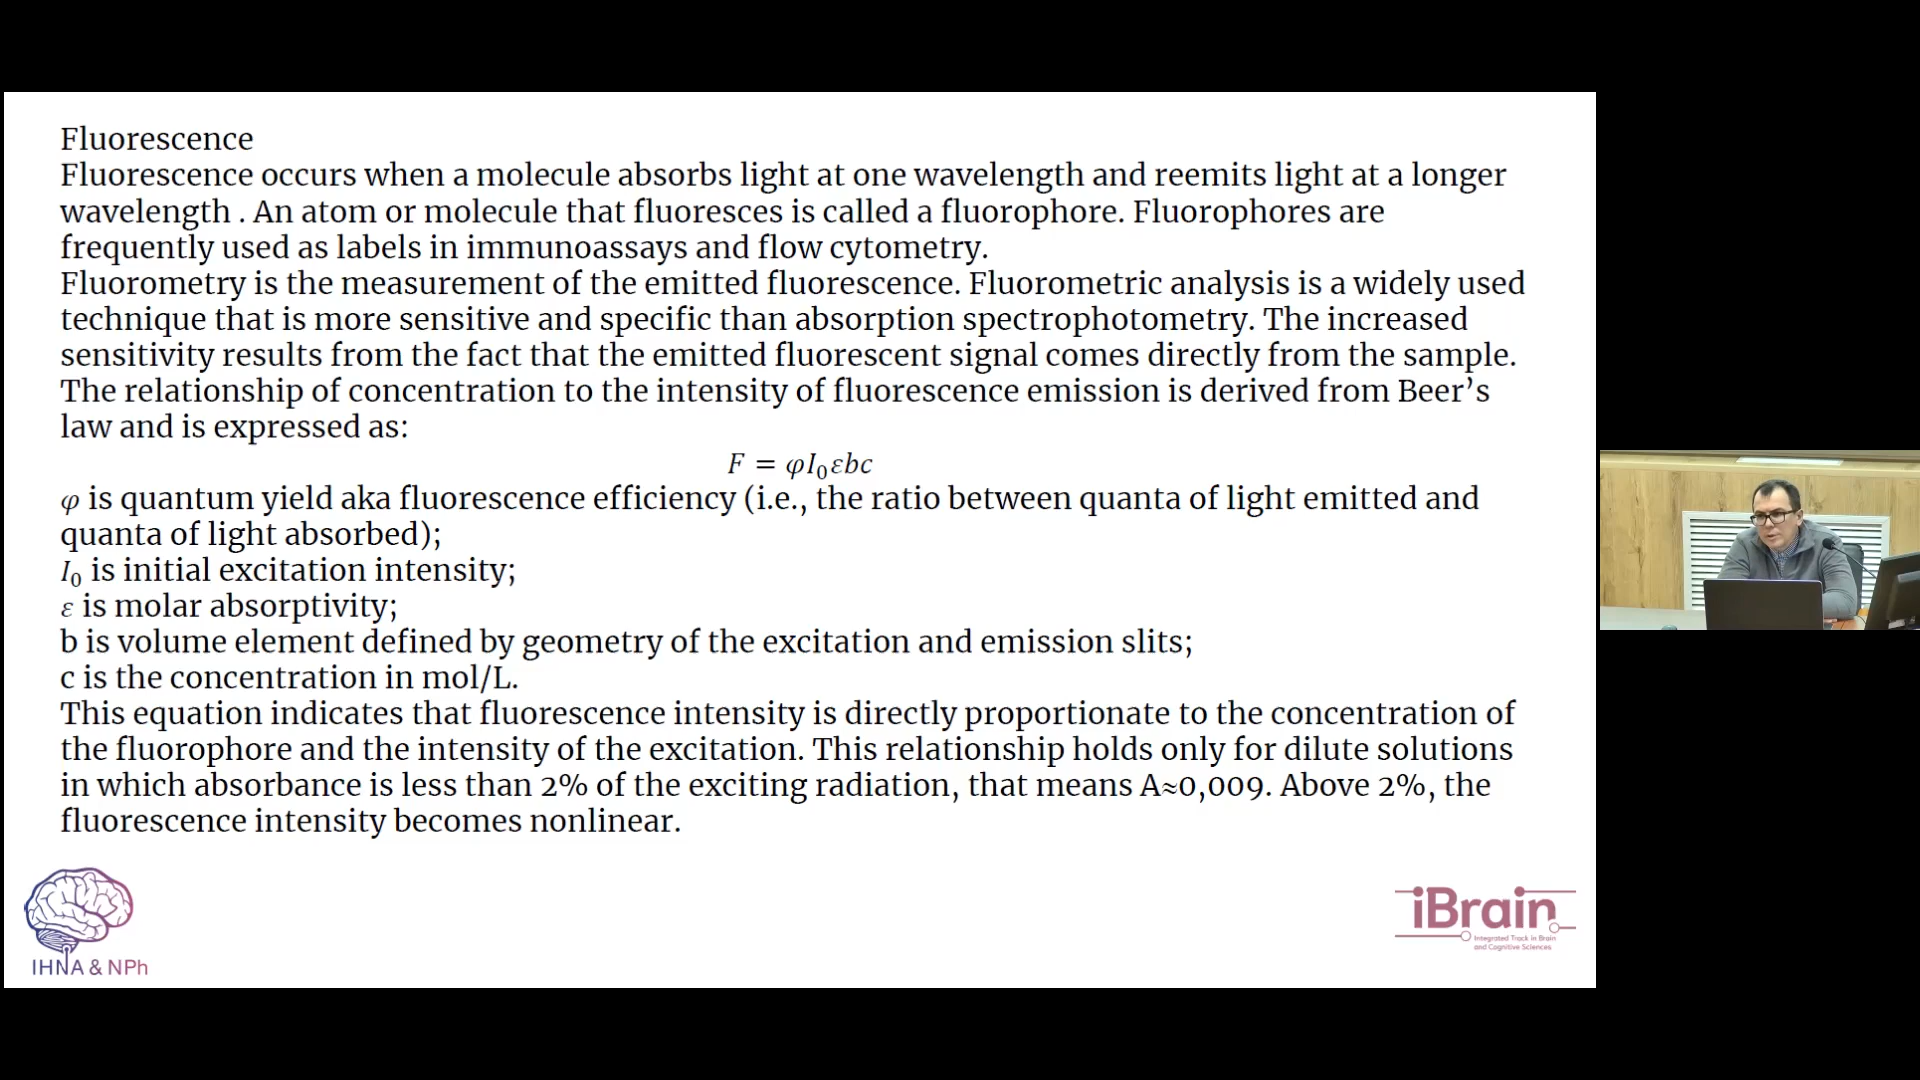 Fluorescence
Fluorescence occurs when a molecule absorbs light at one wavelength and reemits light at a longer
wavelength . An atom or molecule that fluoresces is called a fluorophore. Fluorophores are
frequently used as labels in immunoassays and flow cytometry.
Fluorometry is the measurement of the emitted fluorescence. Fluorometric analysis is a widely used
technique that is more sensitive and specific than absorption spectrophotometry. The increased
sensitivity results from the fact that the emitted fluorescent signal comes directly from the sample.
The relationship of concentration to the intensity of fluorescence emission is derived from Beer’s
law and is expressed as:
F = φI₀εbc
φ is quantum yield aka fluorescence efficiency (i.e., the ratio between quanta of light emitted and
quanta of light absorbed);
I₀ is initial excitation intensity;
ε is molar absorptivity;
b is volume element defined by geometry of the excitation and emission slits;
c is the concentration in mol/L.
This equation indicates that fluorescence intensity is directly proportionate to the concentration of
the fluorophore and the intensity of the excitation. This relationship holds only for dilute solutions
in which absorbance is less than 2% of the exciting radiation, that means A≈0,009. Above 2%, the
fluorescence intensity becomes nonlinear.
IHNA & NPh
iBrain
Integrated Track in Brain
and Cognitive Sciences